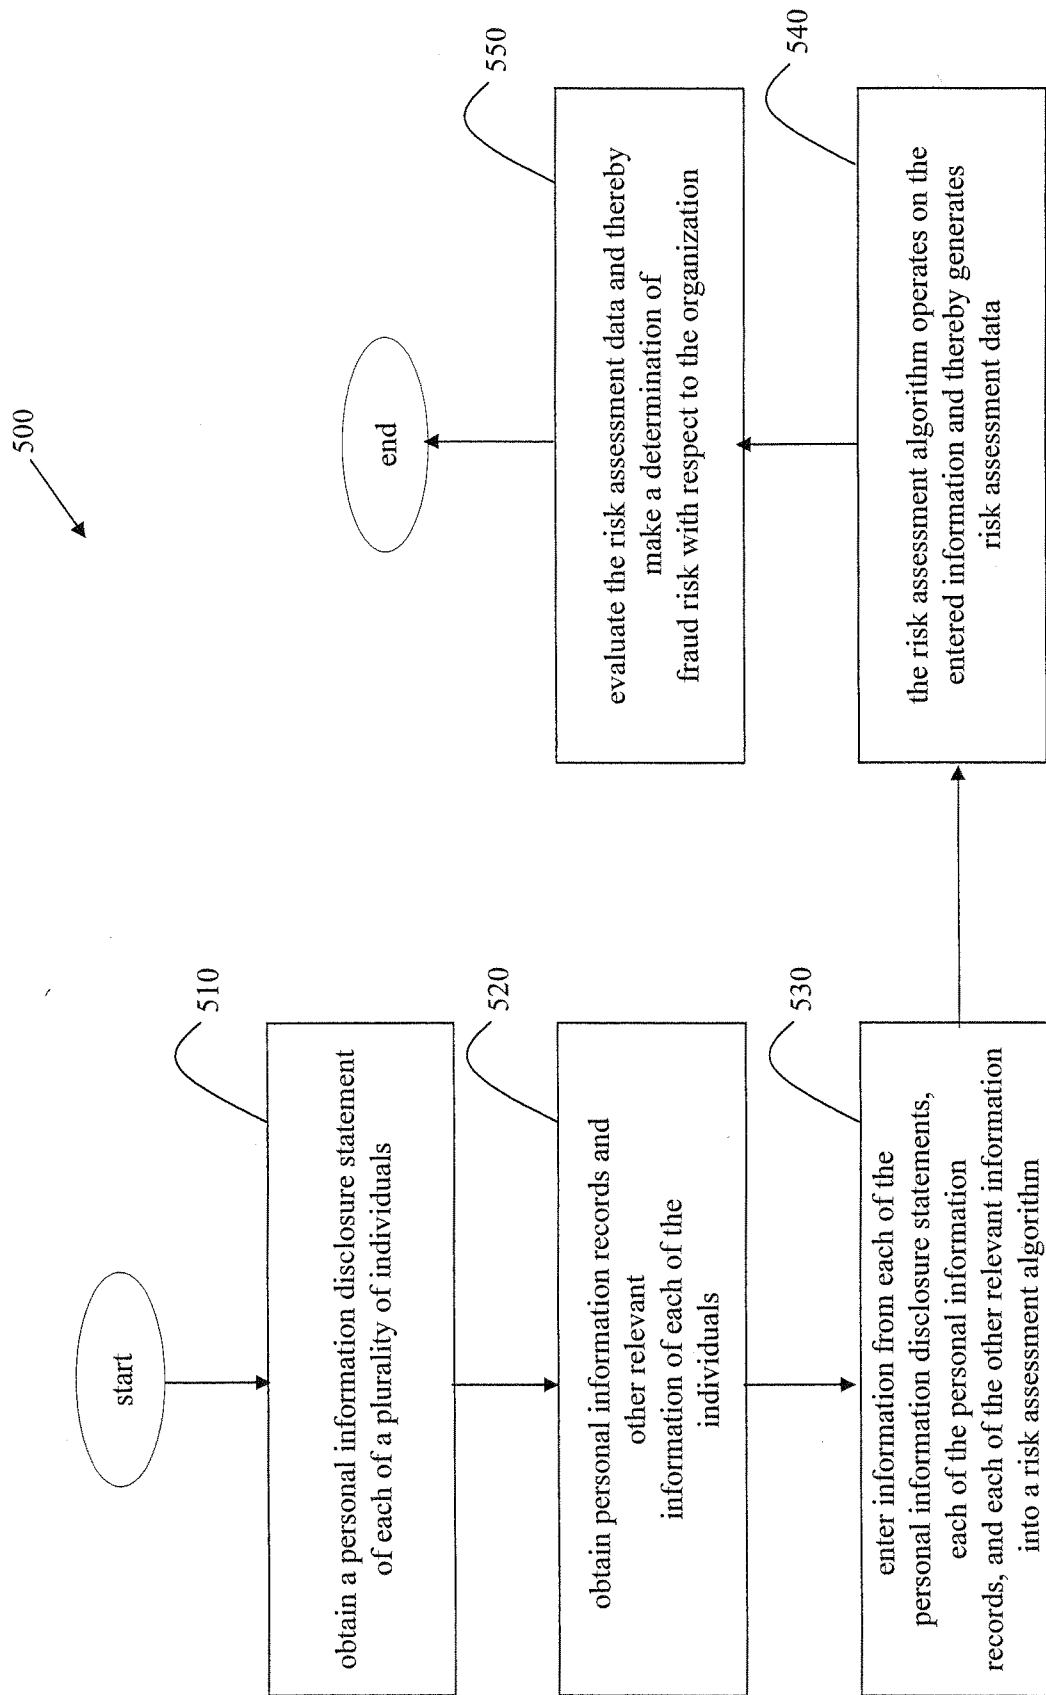 500
start
510
obtain a personal information disclosure statement
of each of a plurality of individuals
520
obtain personal information records and
other relevant
information of each of the
individuals
530
enter information from each of the
personal information disclosure statements,
each of the personal information
records, and each of the other relevant information
into a risk assessment algorithm
540
the risk assessment algorithm operates on the
entered information and thereby generates
risk assessment data
550
evaluate the risk assessment data and thereby
make a determination of
fraud risk with respect to the organization
end